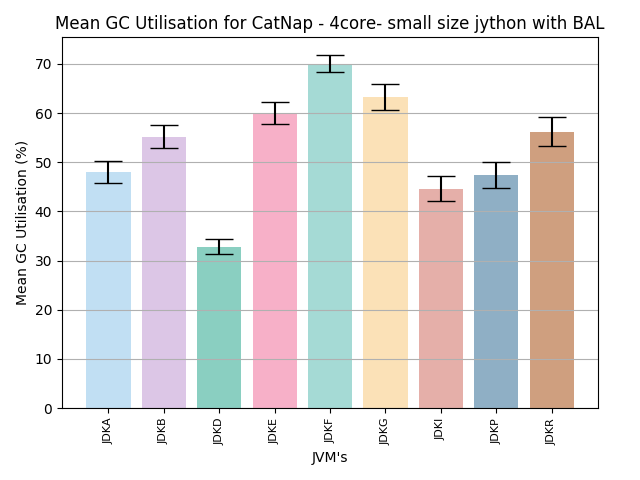 Mean GC Utilisation for CatNap - 4core- small size jython with BAL
Mean GC Utilisation (%)
70
60
50
40
30
20
10
0
JDKA
JDKB
JDKD
JDKE
JDKF
JDKG
JDKI
JDKP
JDKR
JVM's